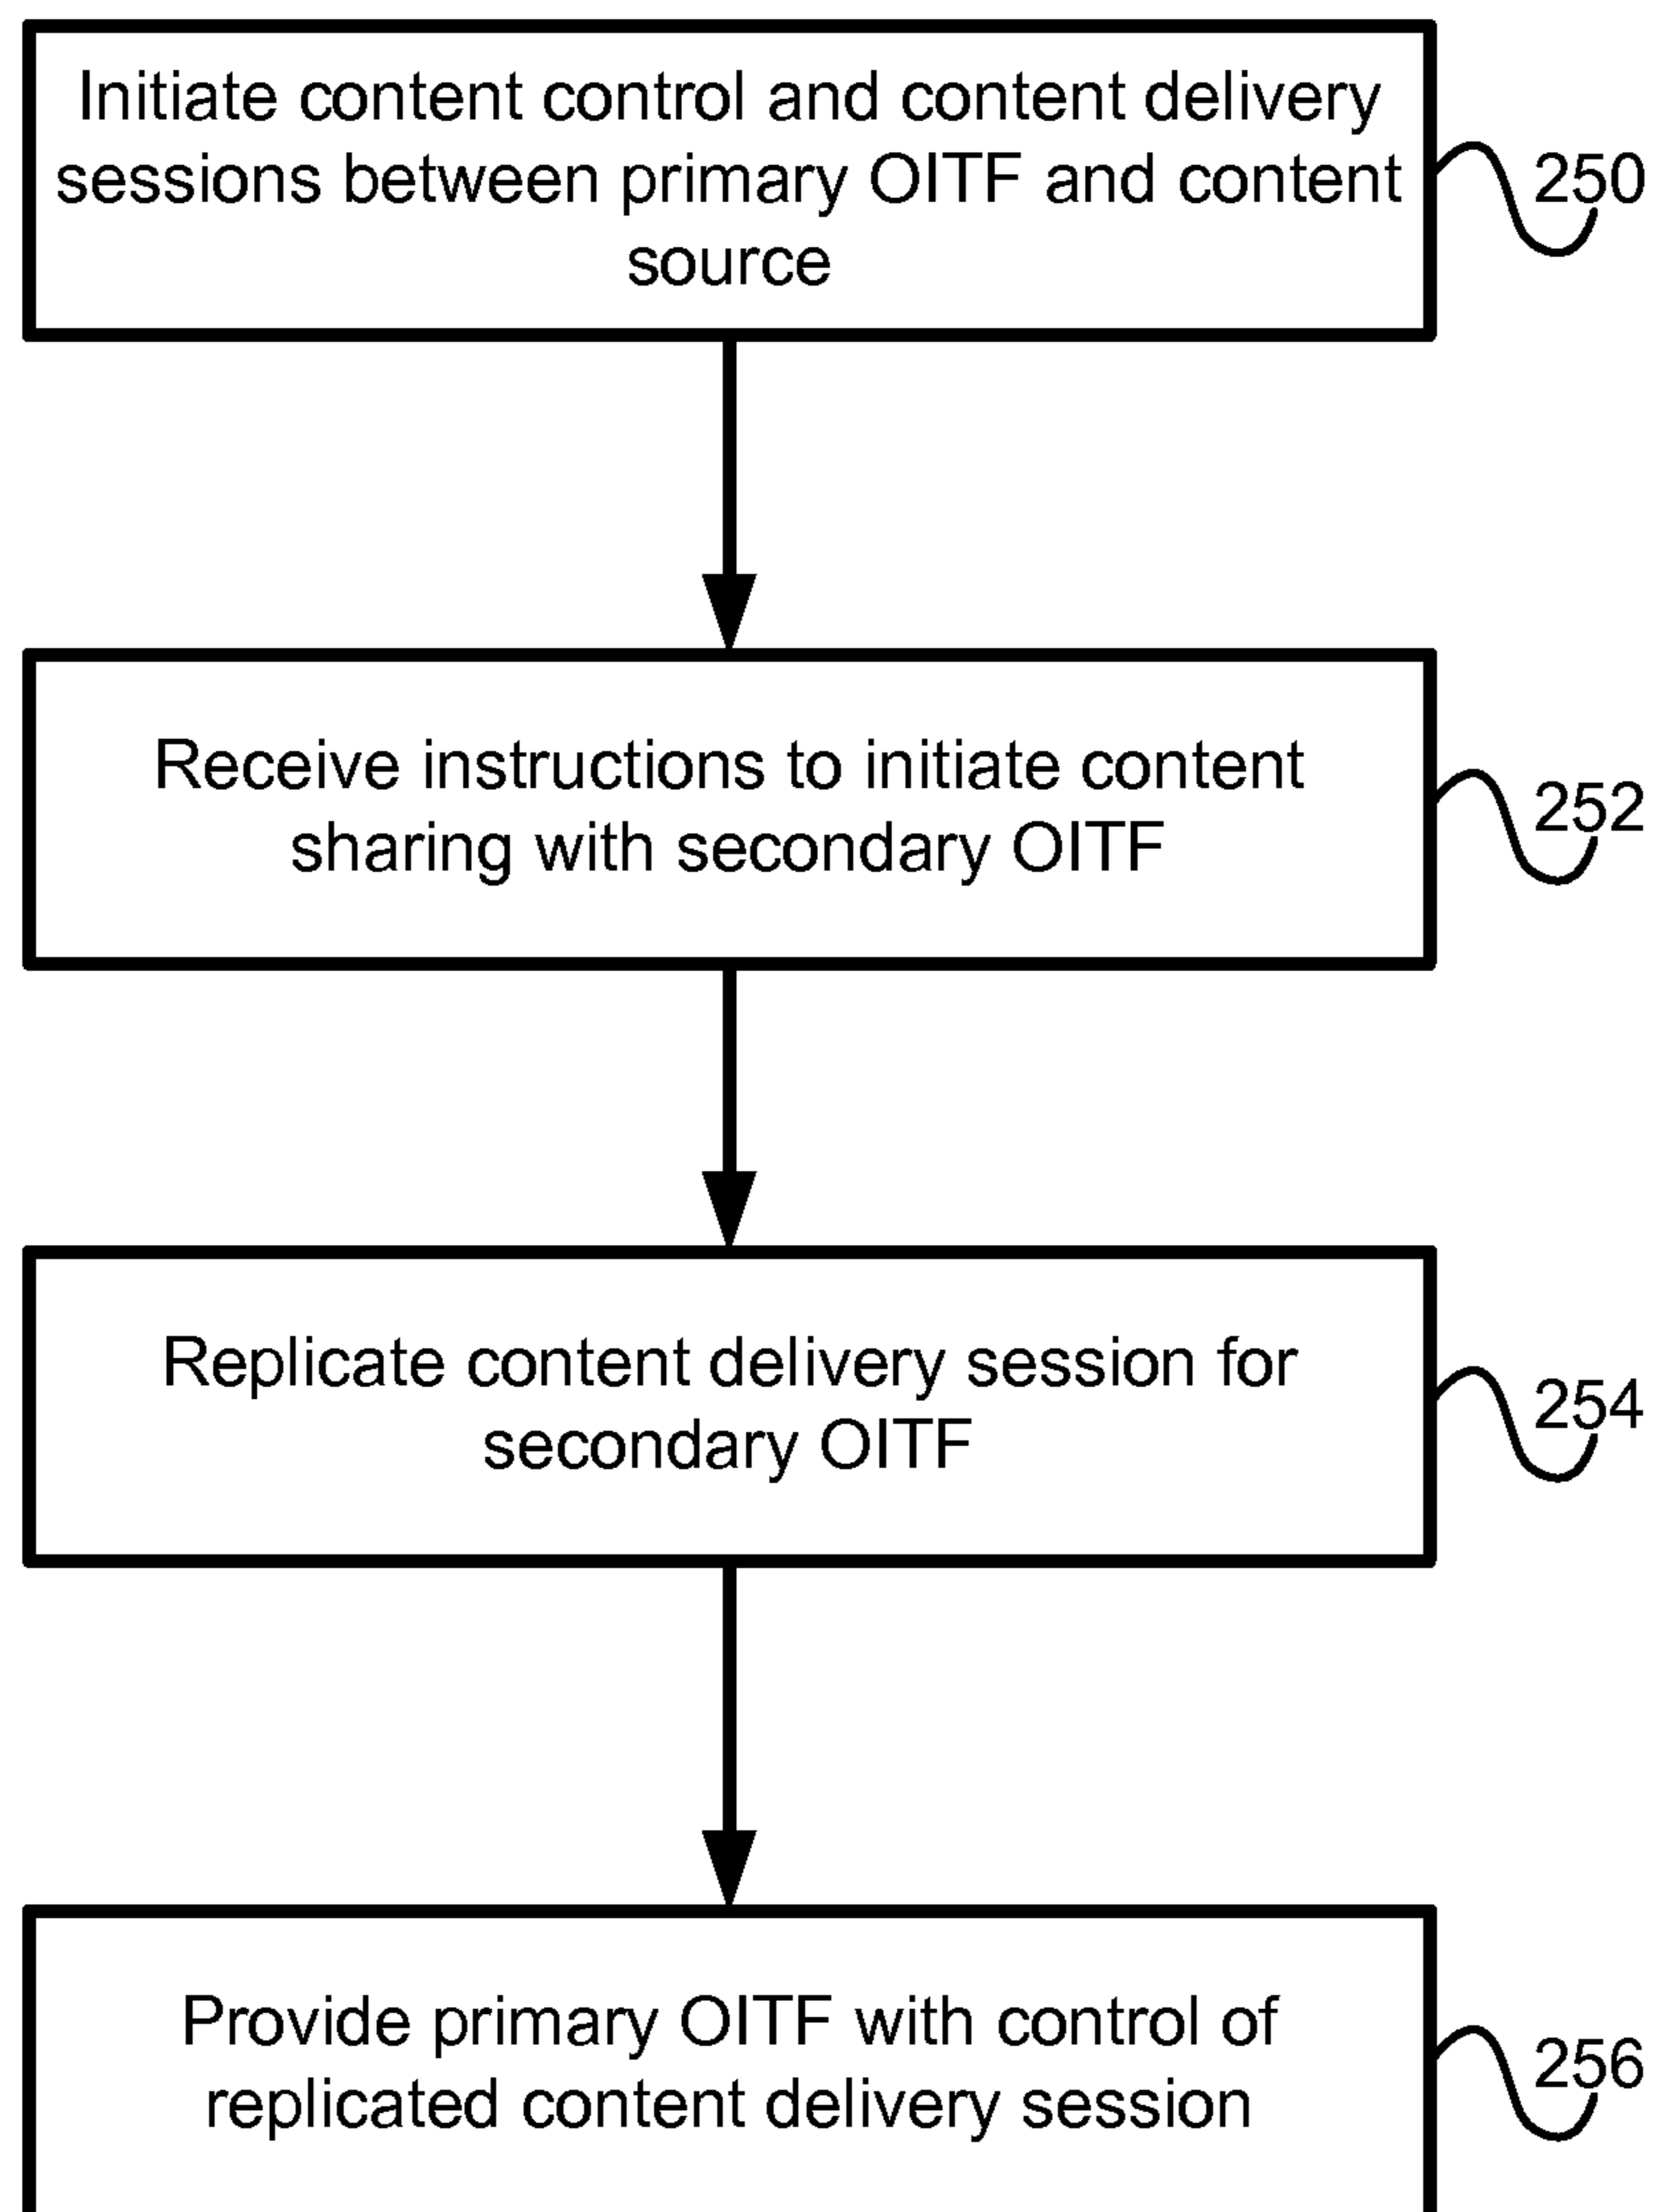 Initiate content control and content delivery
sessions between primary OITF and content
source
250
Receive instructions to initiate content
sharing with secondary OITF
252
Replicate content delivery session for
secondary OITF
254
Provide primary OITF with control of
replicated content delivery session
256